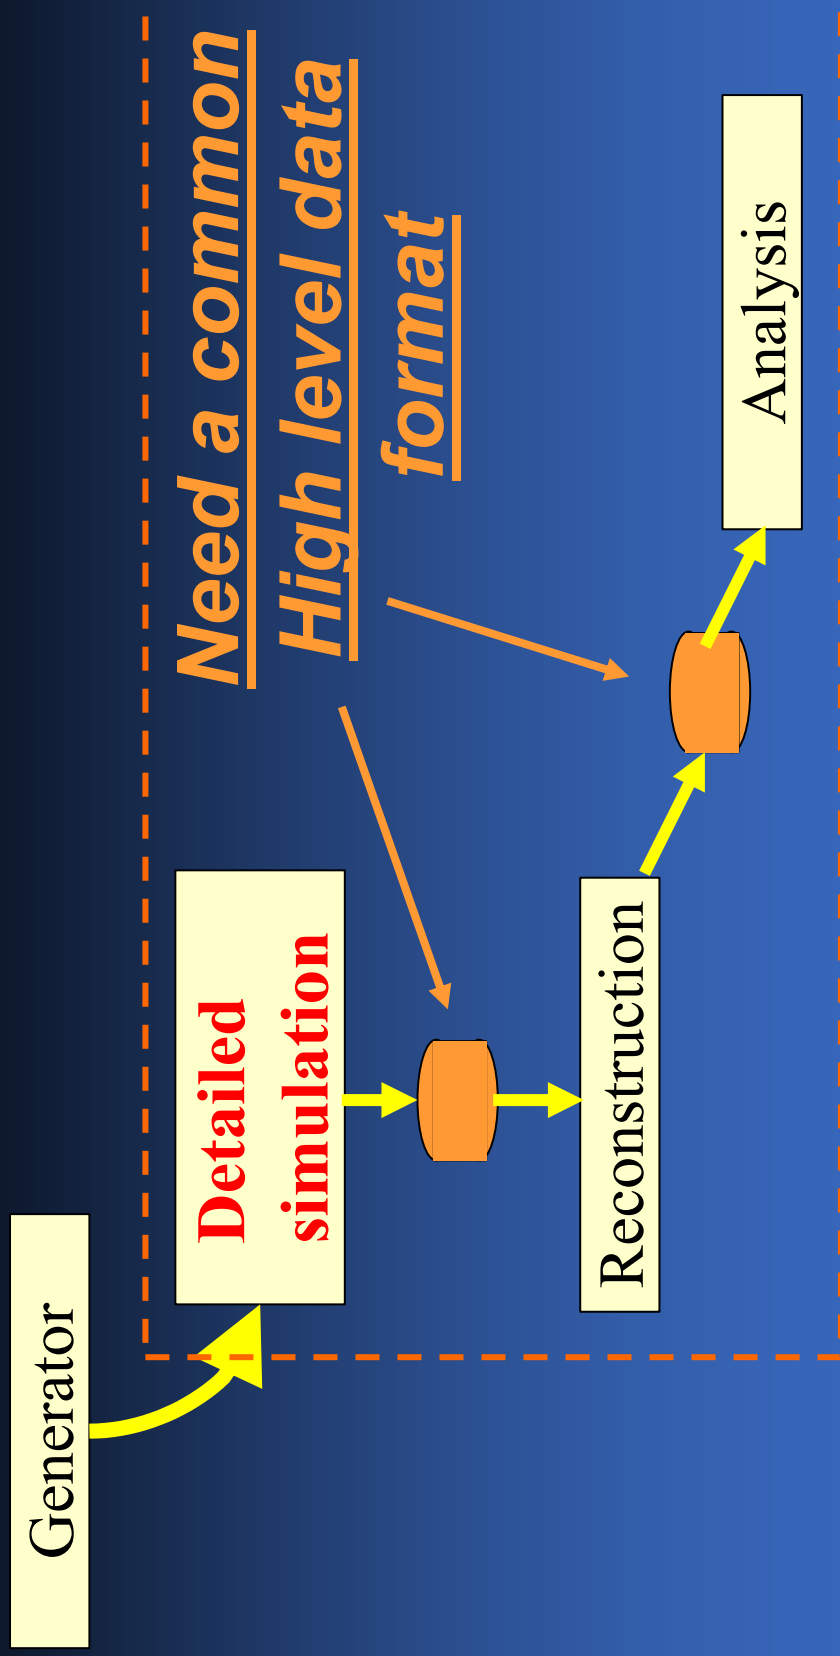 Generator
Detailed
simulation
Need a common
High level data
format
Reconstruction
Analysis